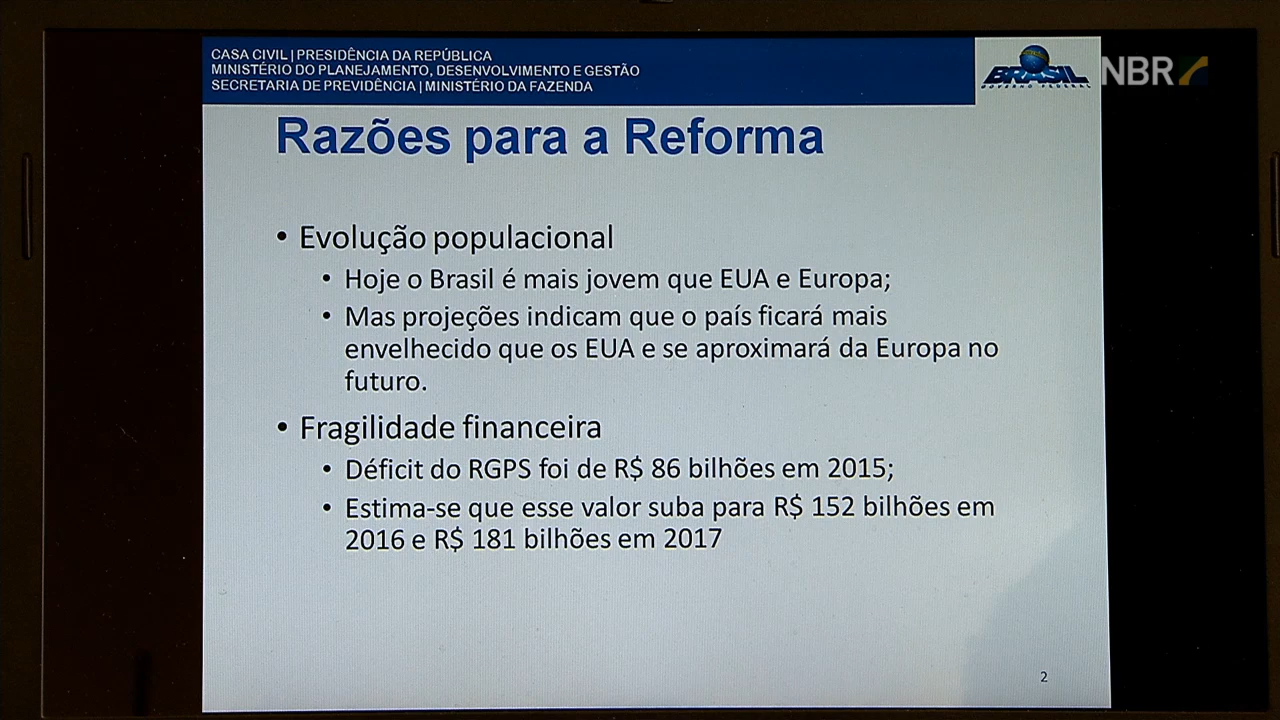 CASA CIVIL | PRESIDÊNCIA DA REPÚBLICA
MINISTÉRIO DO PLANEJAMENTO, DESENVOLVIMENTO E GESTÃO
SECRETARIA DE PREVIDÊNCIA | MINISTÉRIO DA FAZENDA
BRASIL
GOVERNO FEDERAL
NBR
Razões para a Reforma
• Evolução populacional
• Hoje o Brasil é mais jovem que EUA e Europa;
• Mas projeções indicam que o país ficará mais
envelhecido que os EUA e se aproximará da Europa no
futuro.
• Fragilidade financeira
• Déficit do RGPS foi de R$ 86 bilhões em 2015;
• Estima-se que esse valor suba para R$ 152 bilhões em
2016 e R$ 181 bilhões em 2017
2